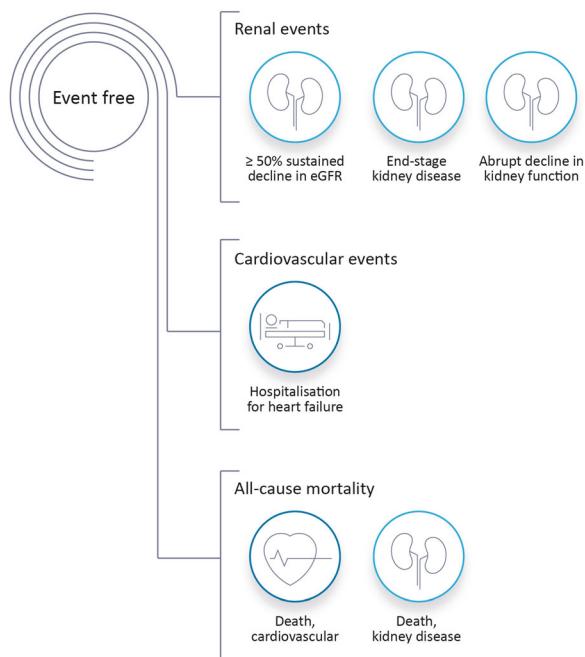 Event free
Renal events
≥ 50% sustained
decline in eGFR
End-stage
kidney disease
Abrupt decline in
kidney function
Cardiovascular events
Hospitalisation
for heart failure
All-cause mortality
Death,
cardiovascular
Death,
kidney disease